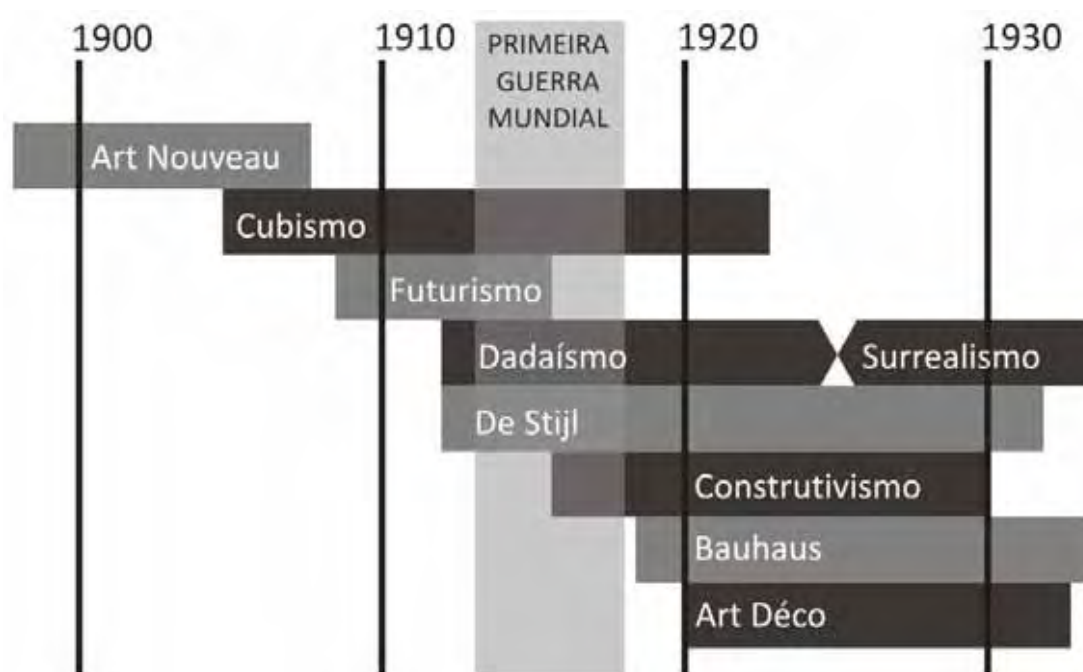 1900
1910
1920
1930
PRIMEIRA
GUERRA
MUNDIAL
Art Nouveau
Cubismo
Futurismo
Dadaísmo
Surrealismo
De Stijl
Construtivismo
Bauhaus
Art Déco